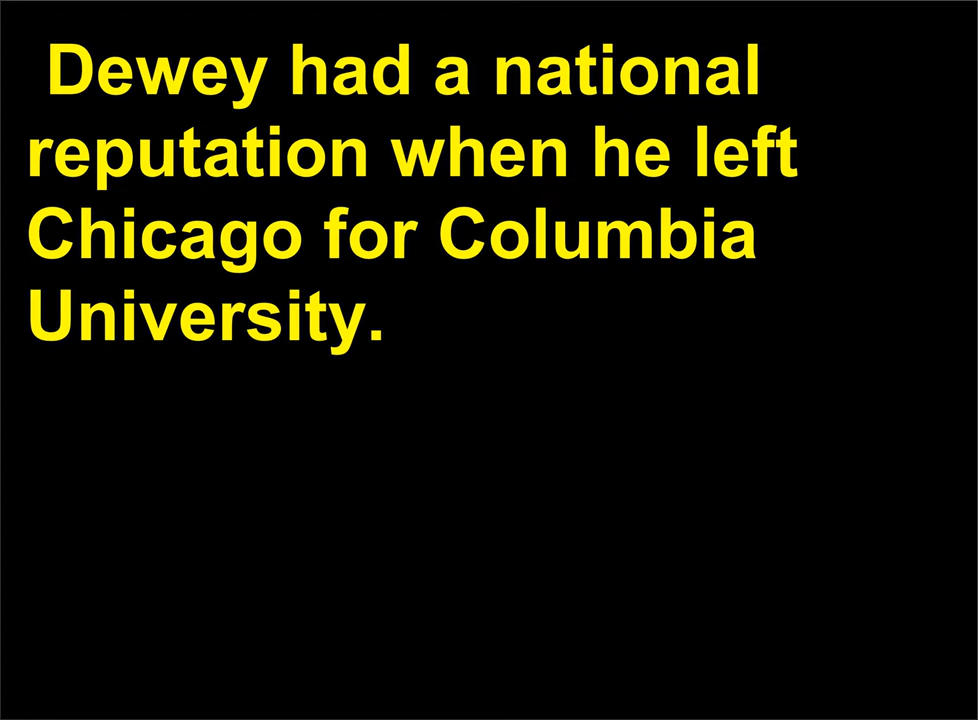 Dewey had a national
reputation when he left
Chicago for Columbia
University.